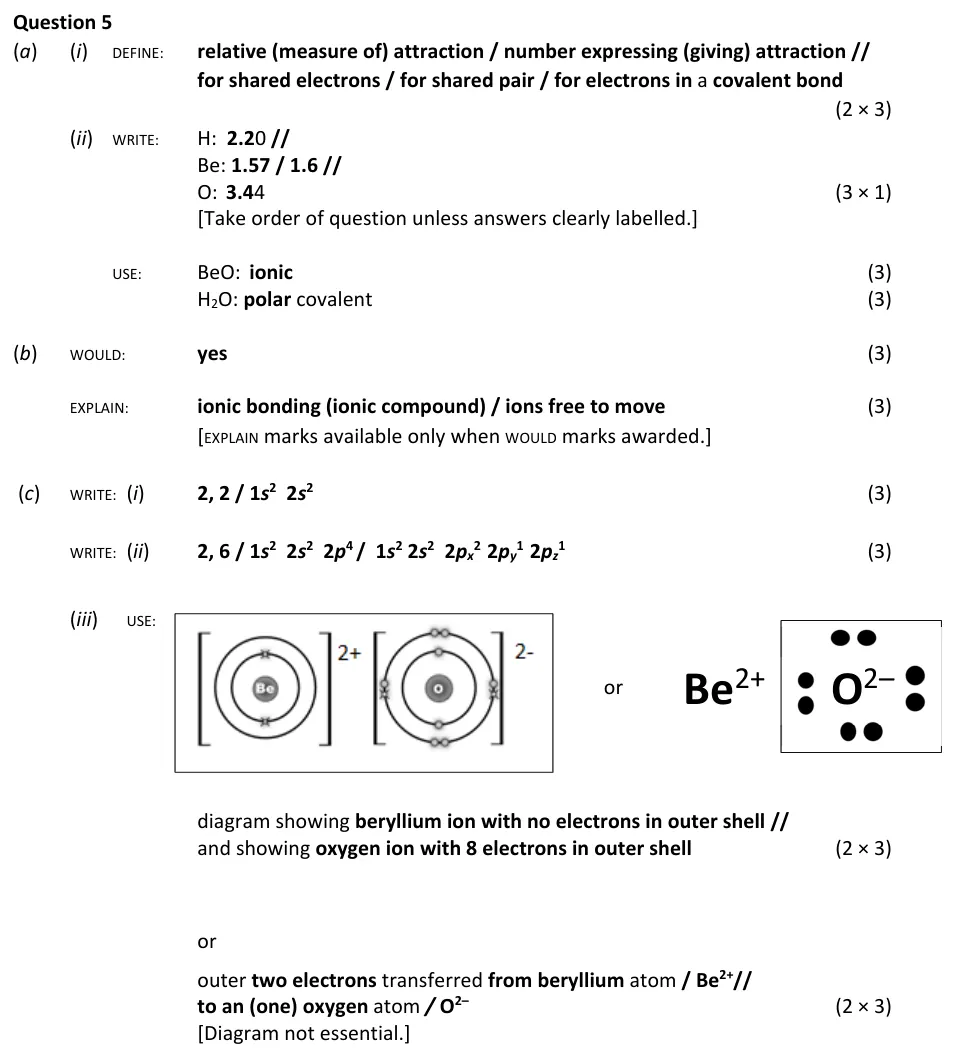 Question 5
(a) (i) DEFINE: relative (measure of) attraction / number expressing (giving) attraction //
for shared electrons / for shared pair / for electrons in a covalent bond
(2 × 3)
(ii) WRITE: H: 2.20 //
Be: 1.57 / 1.6 //
O: 3.44 (3 × 1)
[Take order of question unless answers clearly labelled.]
USE: BeO: ionic (3)
H₂O: polar covalent (3)
(b) WOULD: yes (3)
EXPLAIN: ionic bonding (ionic compound) / ions free to move (3)
[EXPLAIN marks available only when WOULD marks awarded.]
(c) WRITE: (i) 2, 2 / 1s² 2s² (3)
WRITE: (ii) 2, 6 / 1s² 2s² 2p⁴ / 1s² 2s² 2pₓ² 2p_y¹ 2p_z¹ (3)
(iii) USE: [Be]2+ [O]2- or Be²⁺ O²⁻
diagram showing beryllium ion with no electrons in outer shell //
and showing oxygen ion with 8 electrons in outer shell (2 × 3)
or
outer two electrons transferred from beryllium atom / Be²⁺//
to an (one) oxygen atom / O²⁻ (2 × 3)
[Diagram not essential.]